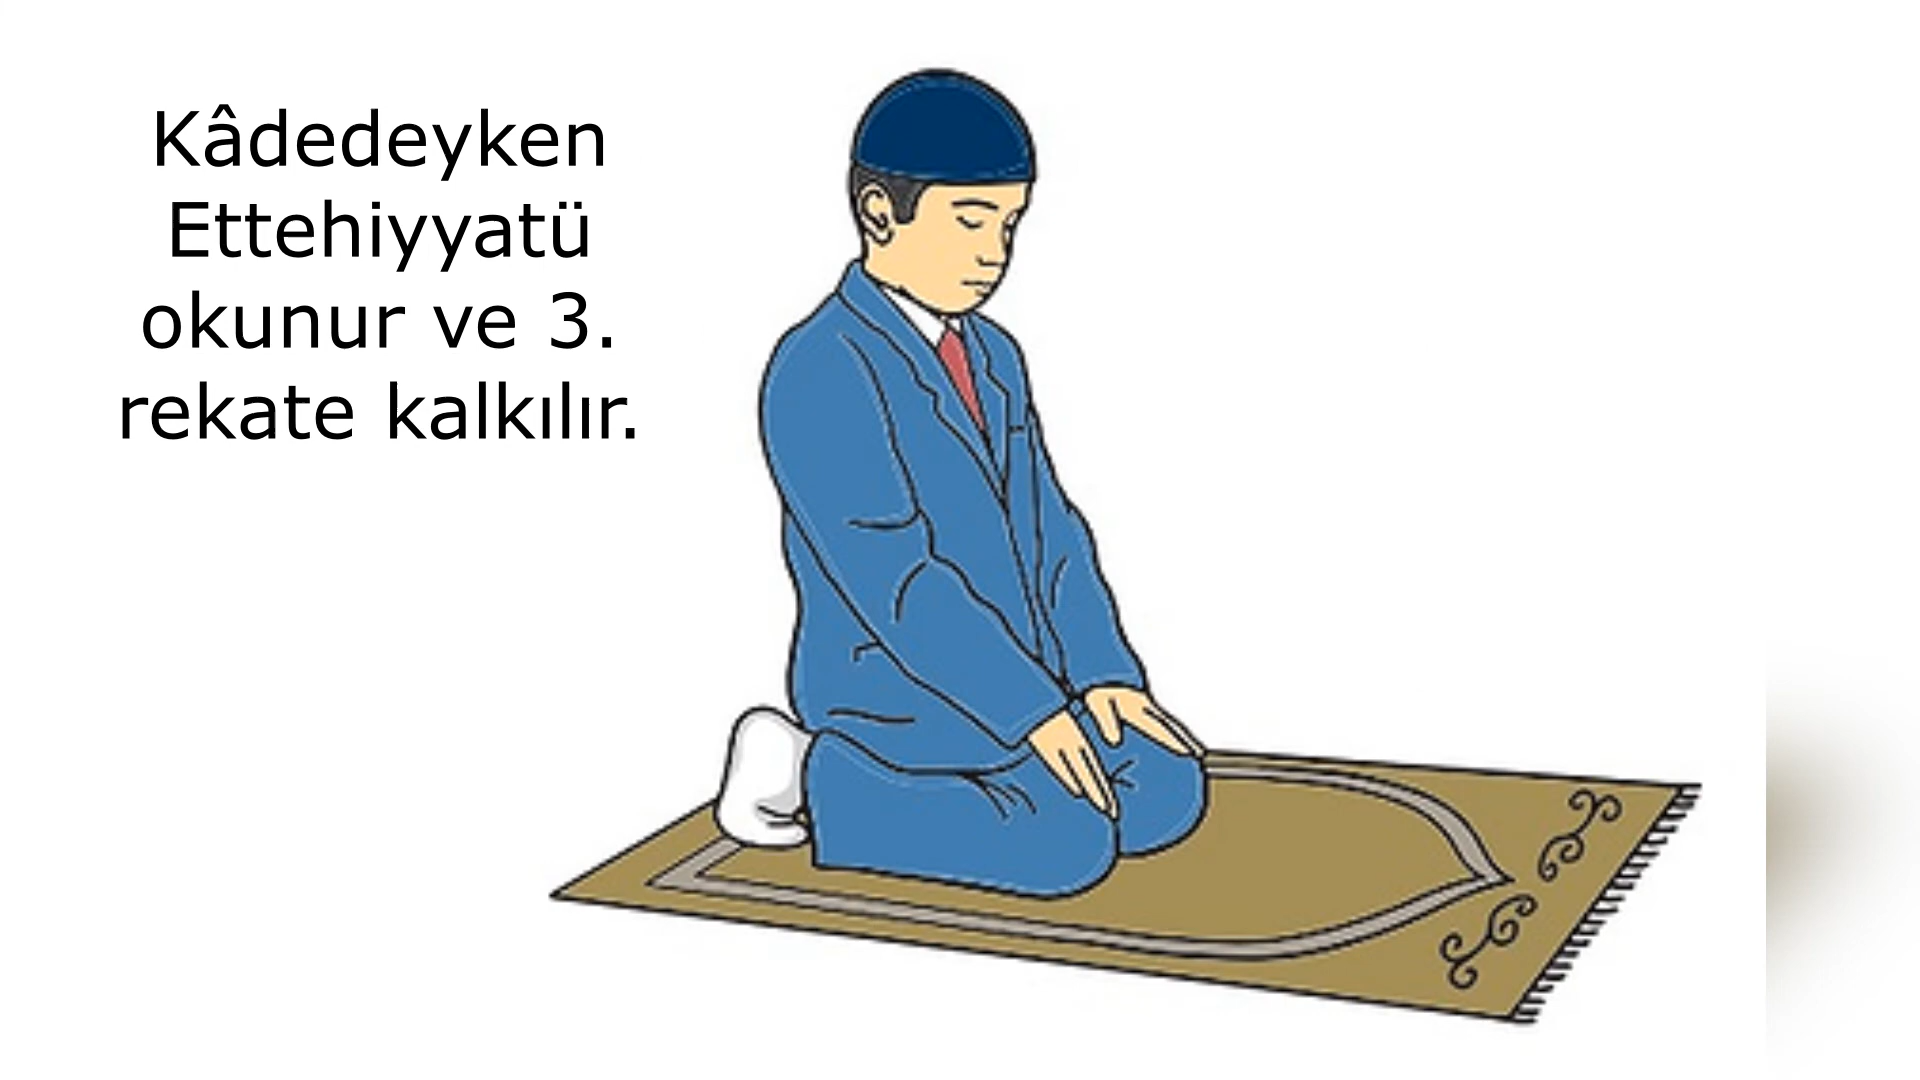 Kâdedeyken
Ettehiyyatü
okunur ve 3.
rekate kalkılır.